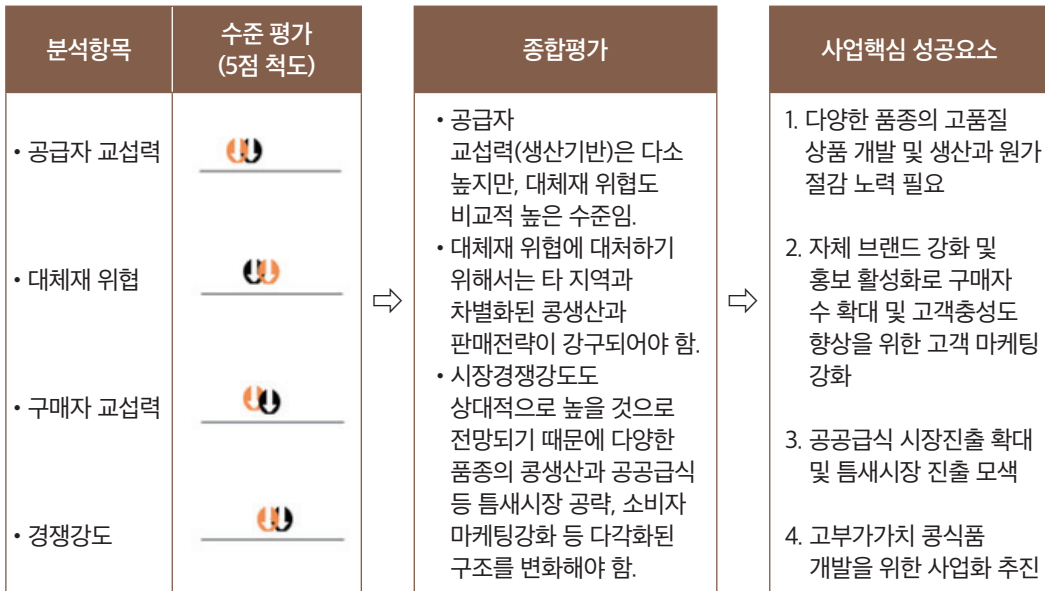 분석항목
수준 평가
(5점 척도)
• 공급자 교섭력
• 대체재 위협
• 구매자 교섭력
• 경쟁강도
⇨
종합평가
• 공급자
교섭력(생산기반)은 다소
높지만, 대체재 위협도
비교적 높은 수준임.
• 대체재 위협에 대처하기
위해서는 타 지역과
차별화된 콩생산과
판매전략이 강구되어야 함.
• 시장경쟁강도도
상대적으로 높을 것으로
전망되기 때문에 다양한
품종의 콩생산과 공공급식
등 틈새시장 공략, 소비자
마케팅강화 등 다각화된
구조를 변화해야 함.
⇨
사업핵심 성공요소
1. 다양한 품종의 고품질
상품 개발 및 생산과 원가
절감 노력 필요
2. 자체 브랜드 강화 및
홍보 활성화로 구매자
수 확대 및 고객충성도
향상을 위한 고객 마케팅
강화
3. 공공급식 시장진출 확대
및 틈새시장 진출 모색
4. 고부가가치 콩식품
개발을 위한 사업화 추진